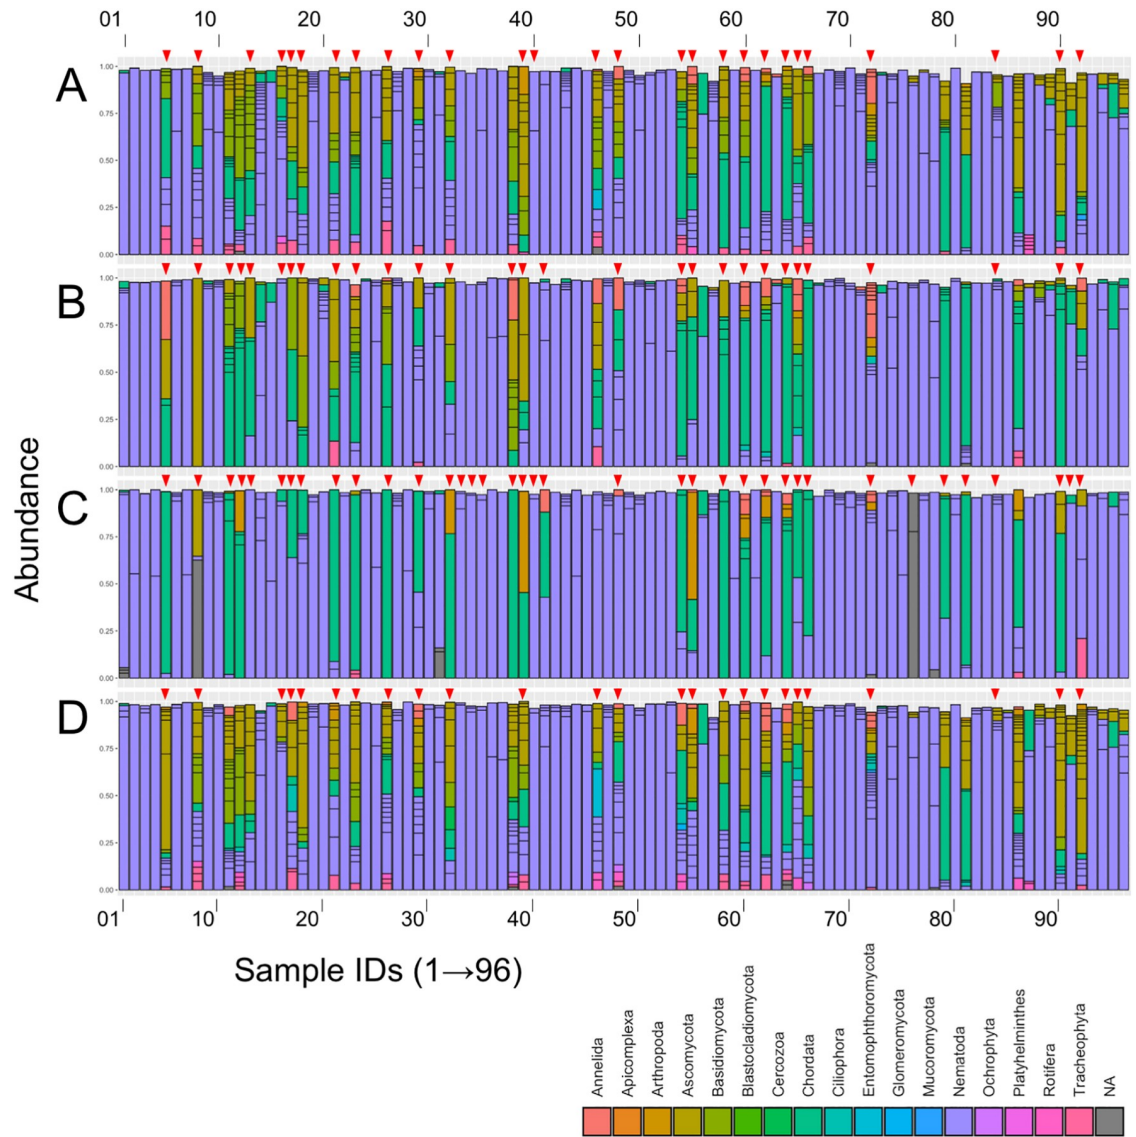 01 10 20 30 40 50 60 70 80 90
A
1.00
0.75
0.50
0.25
0.00
B
1.00
0.75
0.50
0.25
0.00
C
1.00
0.75
0.50
0.25
0.00
D
1.00
0.75
0.50
0.25
0.00
Abundance
01 10 20 30 40 50 60 70 80 90
Sample IDs (1→96)
Annelida
Apicomplexa
Arthropoda
Ascomycota
Basidiomycota
Blastocladiomycota
Cercozoa
Chordata
Ciliophora
Entomophthoromycota
Glomeromycota
Mucoromycota
Nematoda
Ochrophyta
Platyhelminthes
Rotifera
Tracheophyta
NA